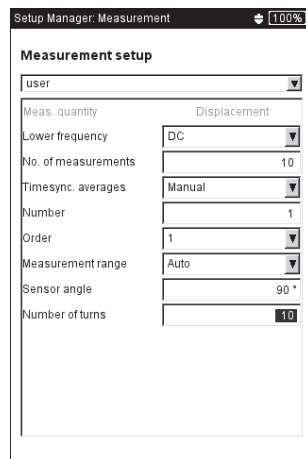 Setup Manager: Measurement 100%
Measurement setup
user
Meas. quantity Displacement
Lower frequency DC
No. of measurements 10
Timesync. averages Manual
Number 1
Order 1
Measurement range Auto
Sensor angle 90 °
Number of turns 10